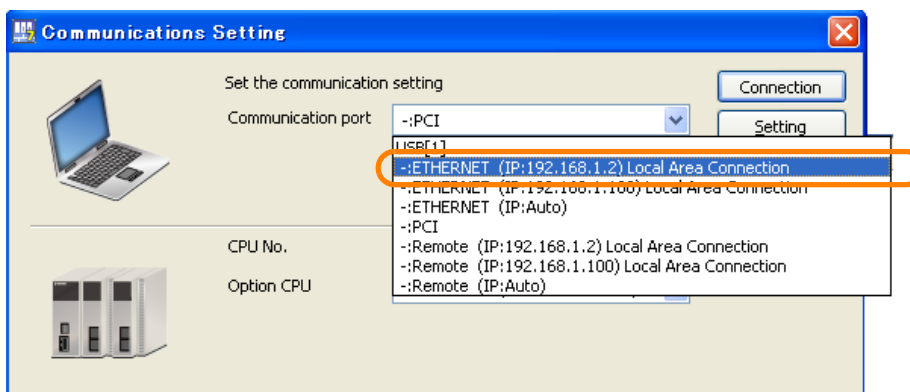 Communications Setting
Set the communication setting
Connection
Communication port
-:PCI
Setting
USB[1]
-:ETHERNET (IP:192.168.1.2) Local Area Connection
-:ETHERNET (IP:192.168.1.100) Local Area Connection
-:ETHERNET (IP:Auto)
-:PCI
CPU No.
-:Remote (IP:192.168.1.2) Local Area Connection
-:Remote (IP:192.168.1.100) Local Area Connection
Option CPU
-:Remote (IP:Auto)